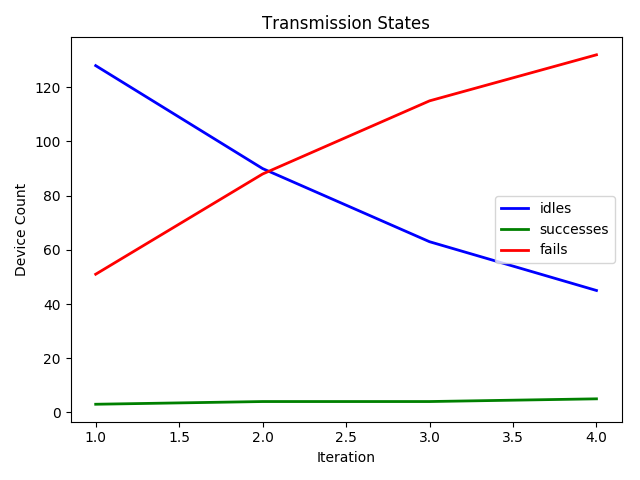 Transmission States
Device Count
120
100
80
60
40
20
0
idles
successes
fails
1.0 1.5 2.0 2.5 3.0 3.5 4.0
Iteration